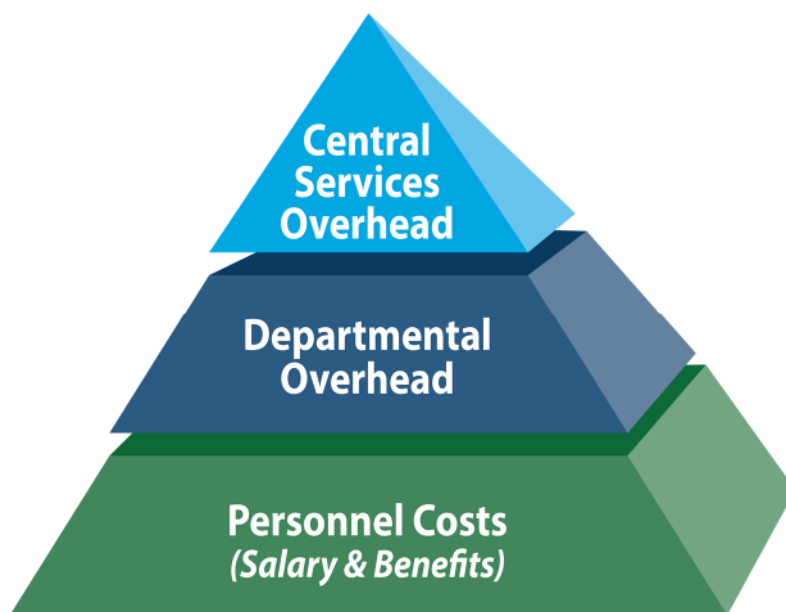 Central
Services
Overhead
Departmental
Overhead
Personnel Costs
(Salary & Benefits)